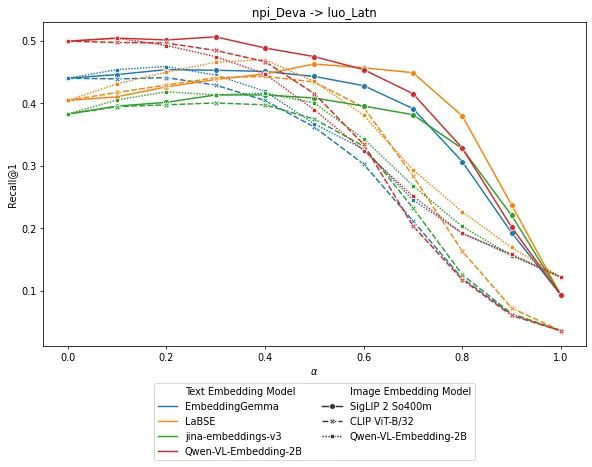 npi_Deva -> luo_Latn
Recall@1
0.5
0.4
0.3
0.2
0.1
0.0 0.2 0.4 0.6 0.8 1.0
α
Text Embedding Model Image Embedding Model
EmbeddingGemma SigLIP 2 So400m
LaBSE CLIP ViT-B/32
jina-embeddings-v3 Qwen-VL-Embedding-2B
Qwen-VL-Embedding-2B